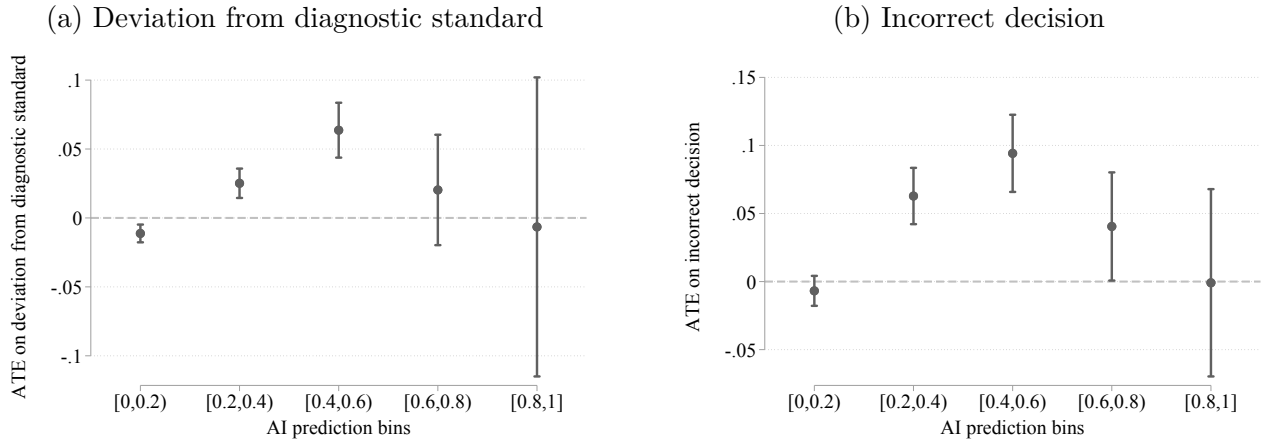 (a) Deviation from diagnostic standard
ATE on deviation from diagnostic standard
.1
.05
0
-.05
-.1
[0,0.2) [0.2,0.4) [0.4,0.6) [0.6,0.8) [0.8,1]
AI prediction bins
(b) Incorrect decision
ATE on incorrect decision
.15
.1
.05
0
-.05
[0,0.2) [0.2,0.4) [0.4,0.6) [0.6,0.8) [0.8,1]
AI prediction bins